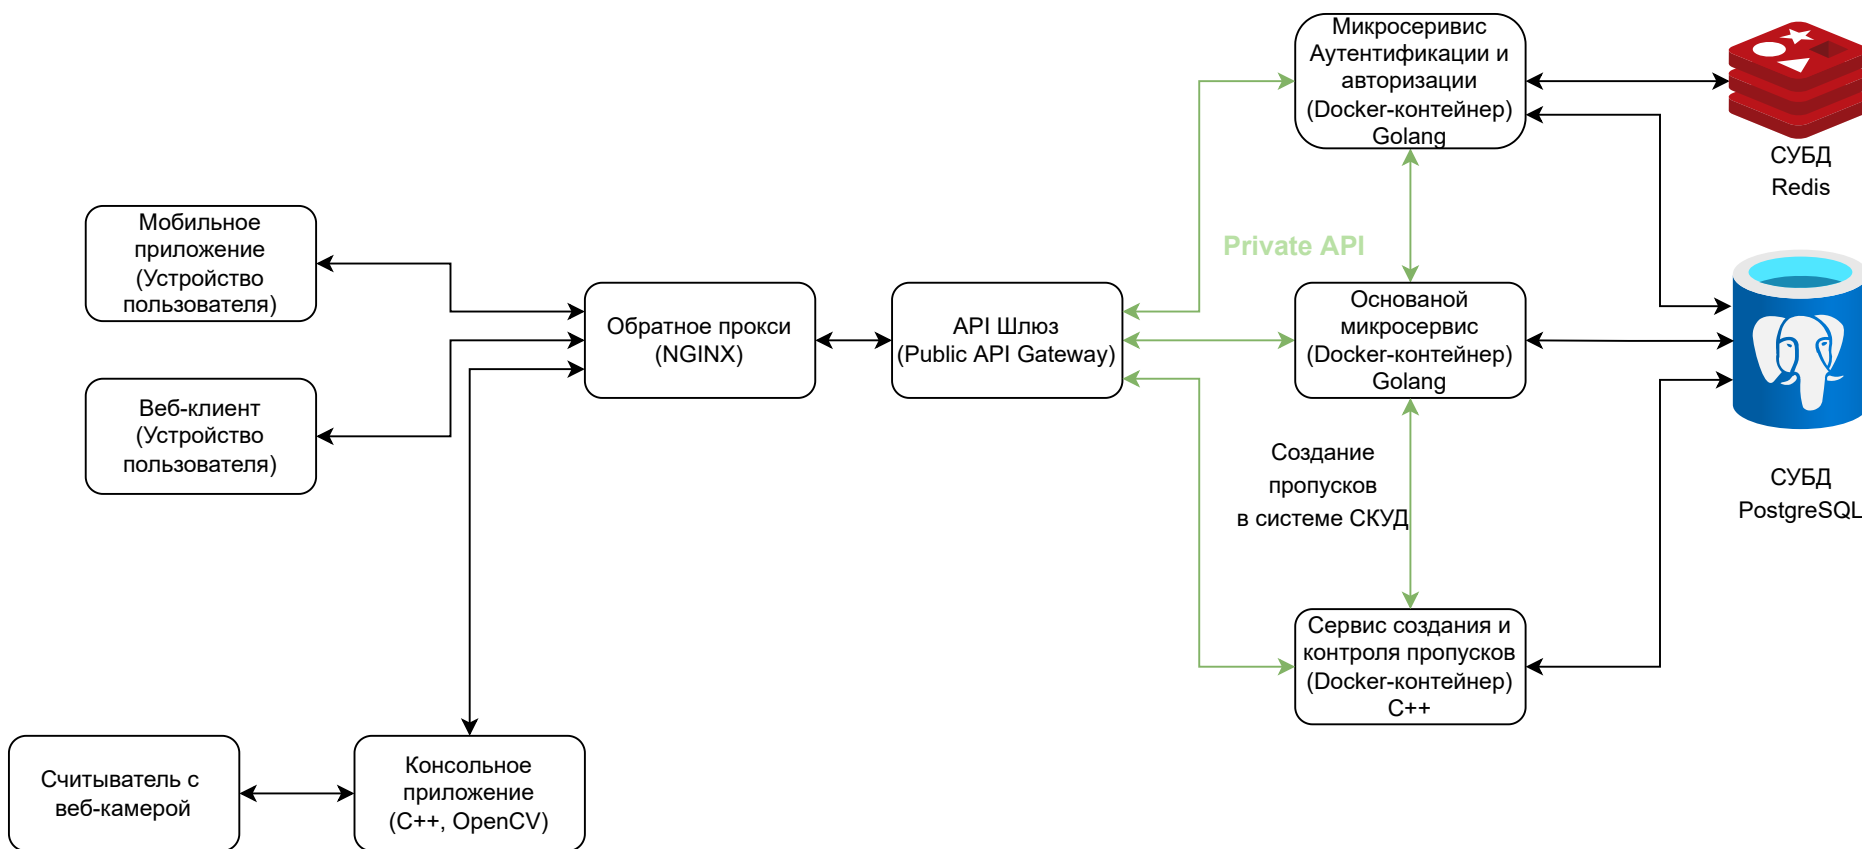 Микросеривис
Аутентификации и
авторизации
(Docker-контейнер)
Golang
СУБД
Redis
Мобильное
приложение
(Устройство
пользователя)
Private API
Обратное прокси
(NGINX)
API Шлюз
(Public API Gateway)
Основаной
микросервис
(Docker-контейнер)
Golang
Веб-клиент
(Устройство
пользователя)
Создание
пропусков
в системе СКУД
СУБД
PostgreSQL
Сервис создания и
контроля пропусков
(Docker-контейнер)
C++
Считыватель с
веб-камерой
Консольное
приложение
(C++, OpenCV)